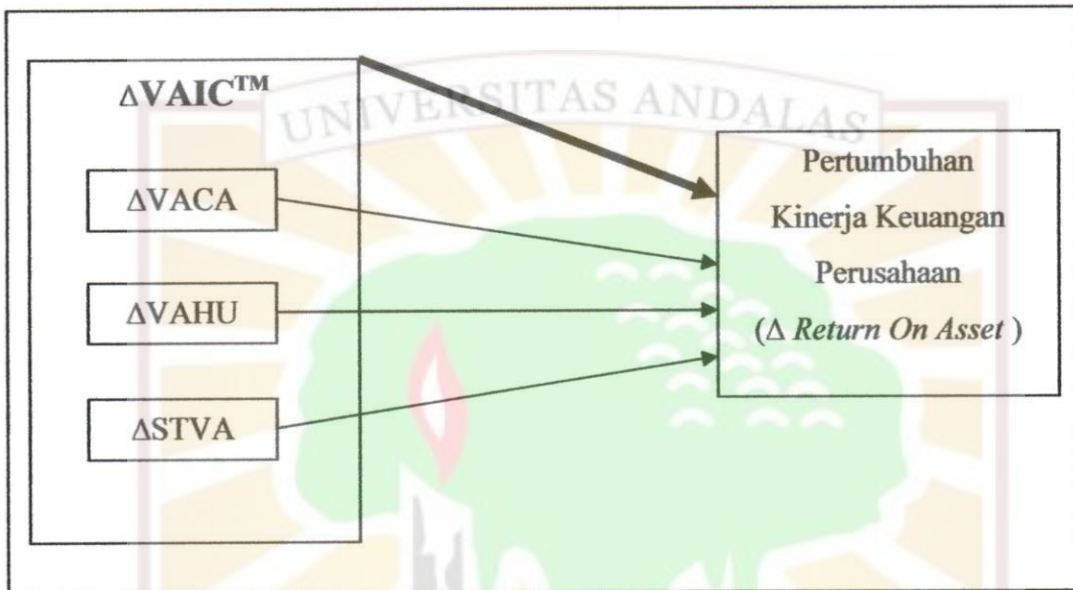 UNIVERSITAS ANDALAS
ΔVAIC™
ΔVACA
ΔVAHU
ΔSTVA
Pertumbuhan
Kinerja Keuangan
Perusahaan
(Δ Return On Asset )